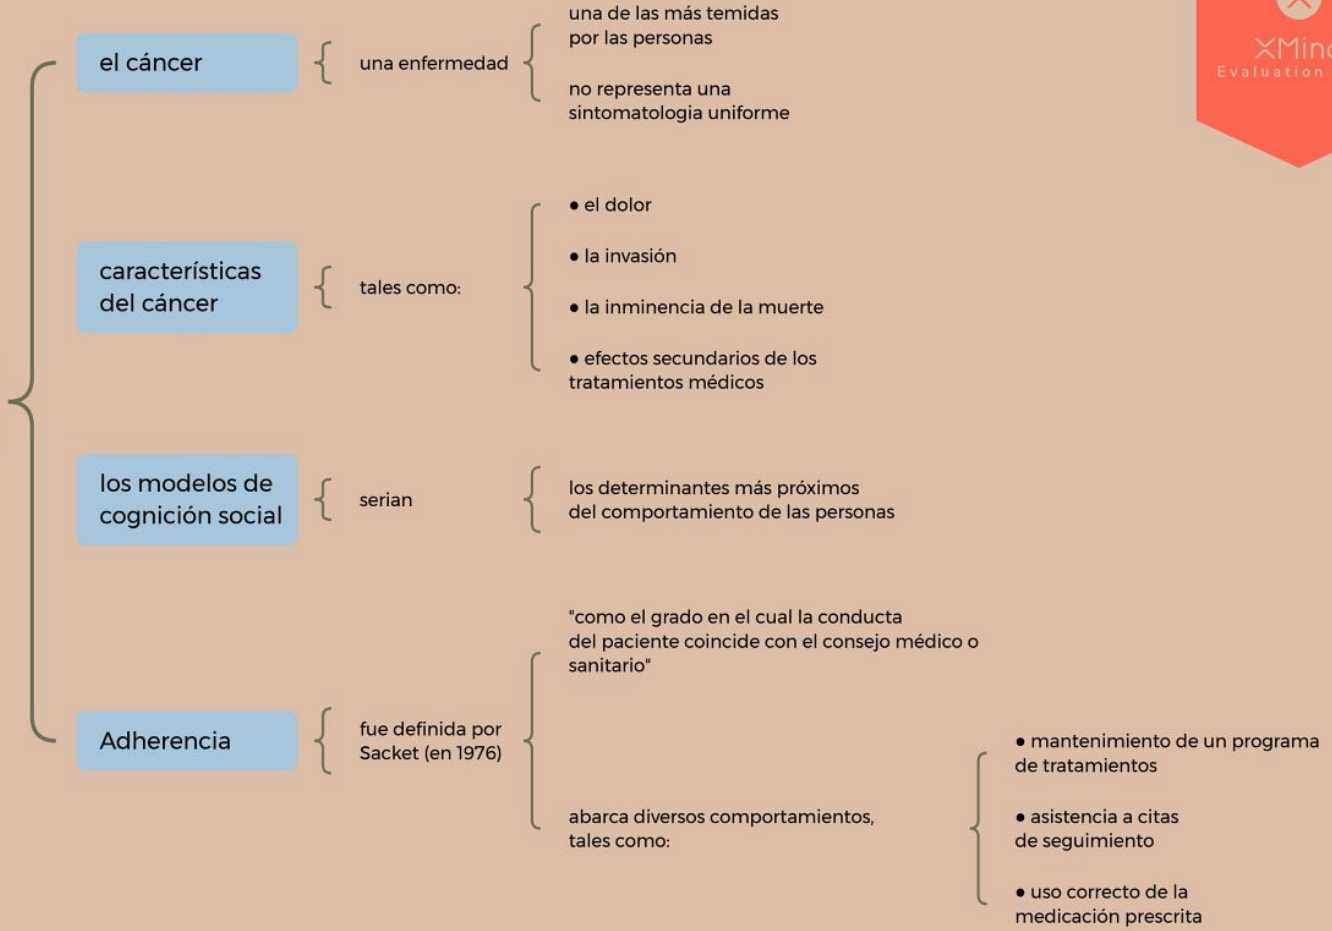 una de las más temidas
por las personas
el cáncer
una enfermedad
no representa una
sintomatologia uniforme
XMind
Evaluation
● el dolor
● la invasión
características
del cáncer
tales como:
● la inminencia de la muerte
● efectos secundarios de los
tratamientos médicos
los modelos de
cognición social
serian
los determinantes más próximos
del comportamiento de las personas
"como el grado en el cual la conducta
del paciente coincide con el consejo médico o
sanitario"
Adherencia
fue definida por
Sacket (en 1976)
abarca diversos comportamientos,
tales como:
● mantenimiento de un programa
de tratamientos
● asistencia a citas
de seguimiento
● uso correcto de la
medicación prescrita